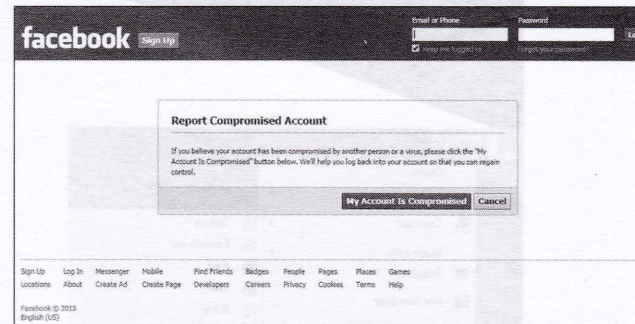 Email or Phone Password
facebook Sign Up
Keep me logged in Forgot your password?
Report Compromised Account
If you believe your account has been compromised by another person or a virus, please click the "My
Account Is Compromised" button below. We'll help you log back into your account so that you can regain
control.
My Account Is Compromised Cancel
Sign Up Log In Messenger Mobile Find Friends Badges People Pages Places Games
Locations About Create Ad Create Page Developers Careers Privacy Cookies Terms Help
Facebook © 2015
English (US)